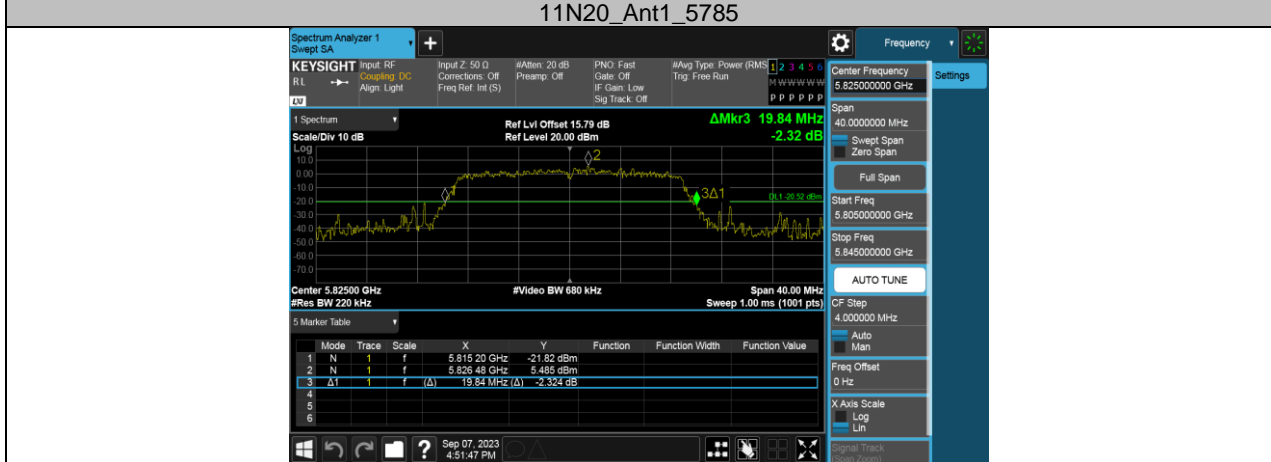 11N20_Ant1_5785
Spectrum Analyzer 1
Swept SA
+
Frequency
KEYSIGHT
RL
LXI
Input: RF
Coupling: DC
Align: Light
Input Z: 50 Ω
Corrections: Off
Freq Ref: Int (S)
#Atten: 20 dB
Preamp: Off
PNO: Fast
Gate: Off
IF Gain: Low
Sig Track: Off
#Avg Type: Power (RMS
Trig: Free Run
1 2 3 4 5 6
M W W W W W
P P P P P P
Center Frequency
5.825000000 GHz
Settings
1 Spectrum
Scale/Div 10 dB
Ref Lvl Offset 15.79 dB
Ref Level 20.00 dBm
ΔMkr3 19.84 MHz
-2.32 dB
Span
40.0000000 MHz
Swept Span
Zero Span
Full Span
Start Freq
5.805000000 GHz
Stop Freq
5.845000000 GHz
AUTO TUNE
CF Step
4.000000 MHz
Auto
Man
Freq Offset
0 Hz
X Axis Scale
Log
Lin
Signal Track
(Span Zoom)
Log
10.0
0.00
-10.0
-20.0
-30.0
-40.0
-50.0
-60.0
-70.0
2
3Δ1
DL1 -20.52 dBm
Center 5.82500 GHz
#Video BW 680 kHz
Span 40.00 MHz
#Res BW 220 kHz
Sweep 1.00 ms (1001 pts)
5 Marker Table
Mode Trace Scale X Y Function Function Width Function Value
1 N 1 f 5.815 20 GHz -21.82 dBm
2 N 1 f 5.826 48 GHz 5.485 dBm
3 Δ1 1 f (Δ) 19.84 MHz (Δ) -2.324 dB
4
5
6
?
Sep 07, 2023
4:51:47 PM